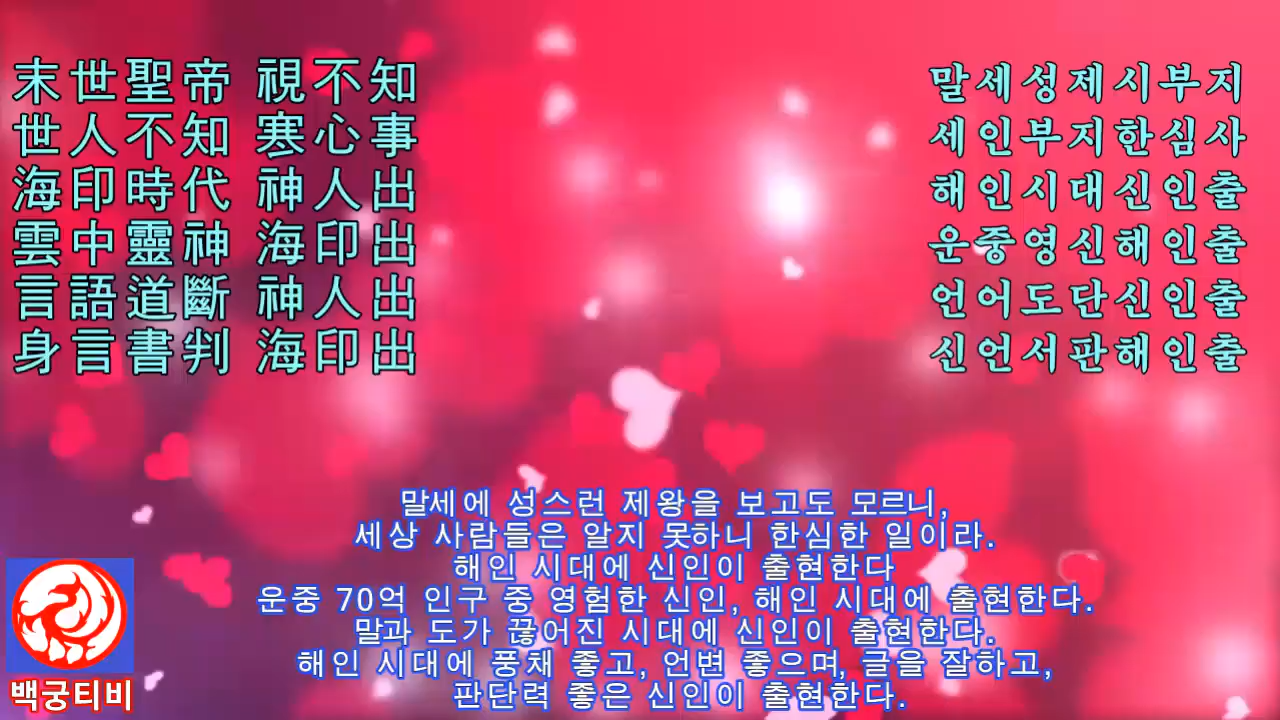 末世聖帝 視不知
世人不知 寒心事
海印時代 神人出
雲中靈神 海印出
言語道斷 神人出
身言書判 海印出
말세성제시부지
세인부지한심사
해인시대신인출
운중영신해인출
언어도단신인출
신언서판해인출
말세에 성스런 제왕을 보고도 모르니,
세상 사람들은 알지 못하니 한심한 일이라.
해인 시대에 신인이 출현한다
운중 70억 인구 중 영험한 신인, 해인 시대에 출현한다.
말과 도가 끊어진 시대에 신인이 출현한다.
해인 시대에 풍채 좋고, 언변 좋으며, 글을 잘하고,
판단력 좋은 신인이 출현한다.
백궁티비